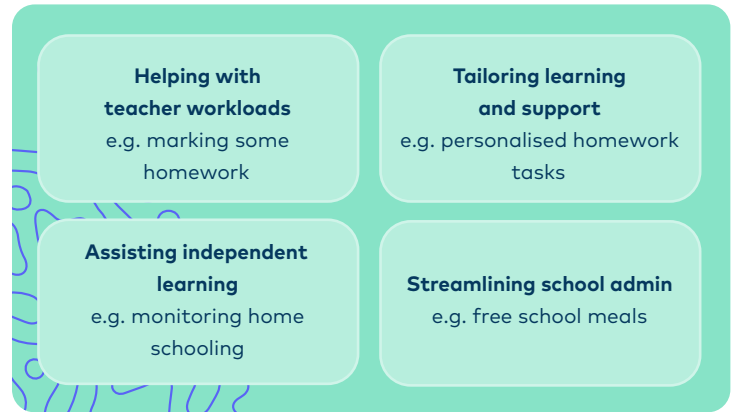 Helping with
teacher workloads
e.g. marking some
homework
Tailoring learning
and support
e.g. personalised homework
tasks
Assisting independent
learning
e.g. monitoring home
schooling
Streamlining school admin
e.g. free school meals